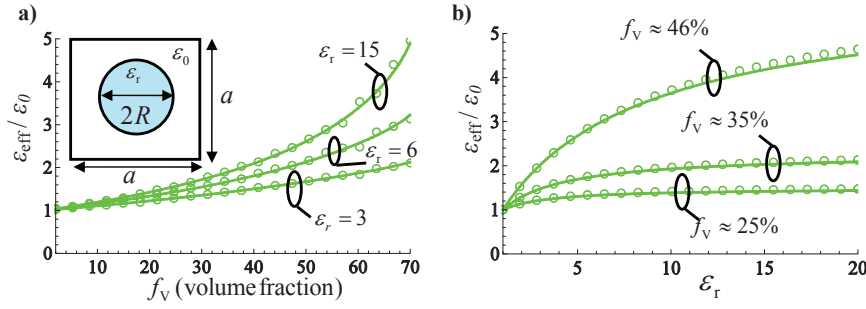 a)
ε_eff / ε_0
5
4
3
2
1
0
10 20 30 40 50 60 70
f_V (volume fraction)
ε_0
ε_r
2R
a
a
ε_r = 15
ε_r = 6
ε_r = 3
b)
ε_eff / ε_0
5
4
3
2
1
0
5 10 15 20
ε_r
f_V ≈ 46%
f_V ≈ 35%
f_V ≈ 25%